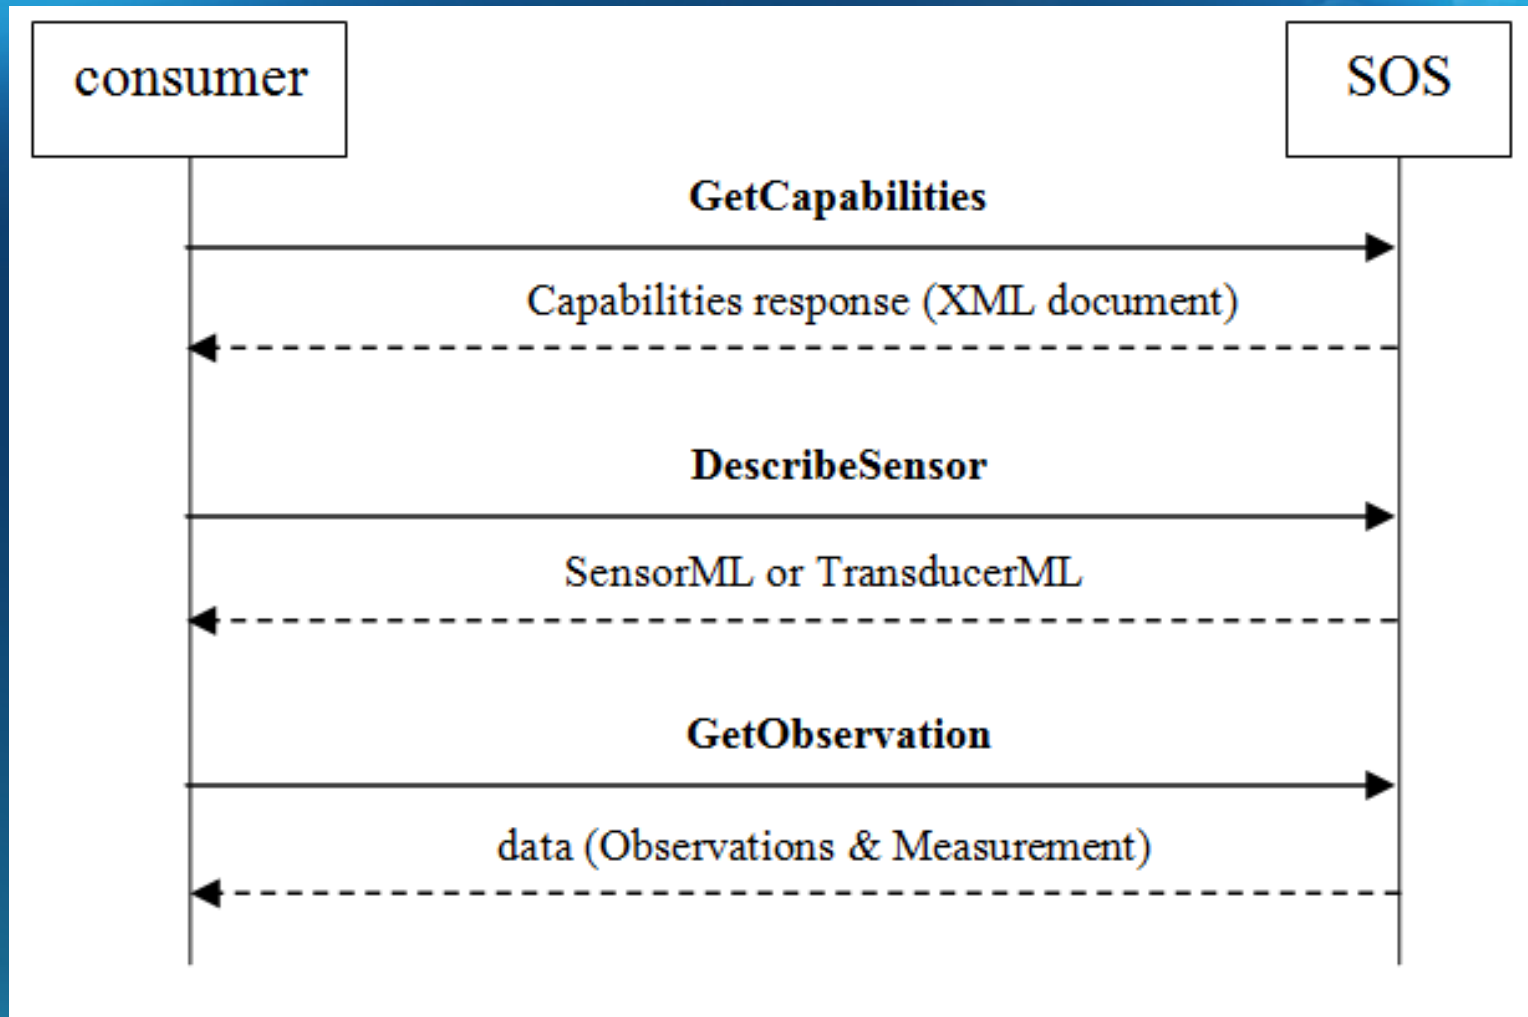 consumer
SOS
GetCapabilities
Capabilities response (XML document)
DescribeSensor
SensorML or TransducerML
GetObservation
data (Observations & Measurement)